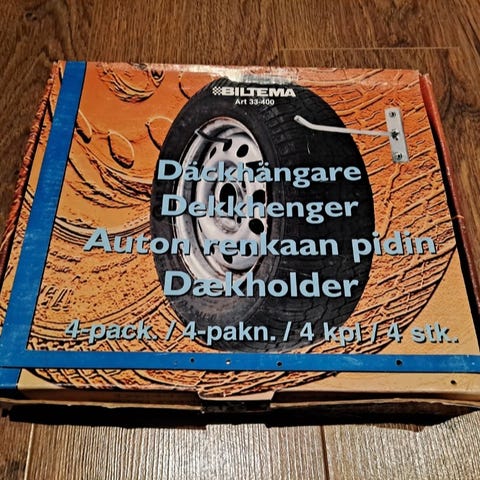 BILTEMA
Art 33-400
Däckhängare
Dekkhenger
Auton renkaan pidin
Dækholder
4-pack. / 4-pakn. / 4 kpl / 4 stk.